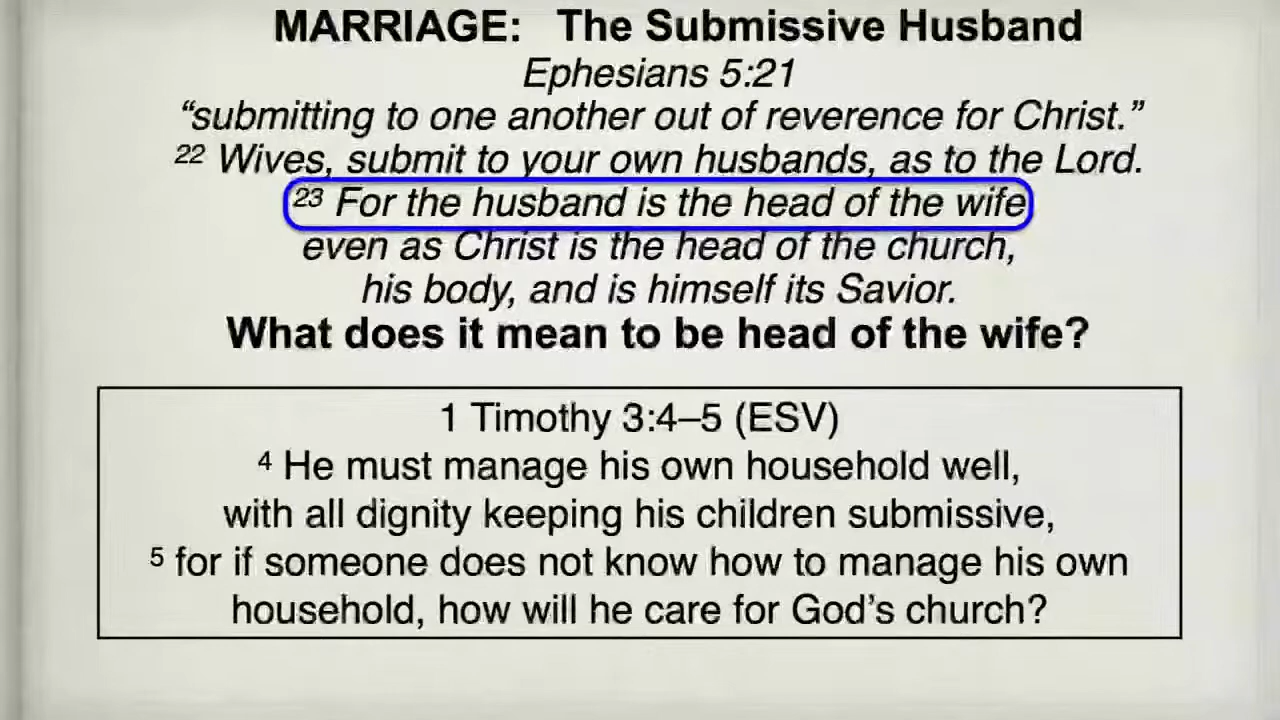 MARRIAGE: The Submissive Husband
Ephesians 5:21
“submitting to one another out of reverence for Christ.”
22 Wives, submit to your own husbands, as to the Lord.
23 For the husband is the head of the wife
even as Christ is the head of the church,
his body, and is himself its Savior.
What does it mean to be head of the wife?
1 Timothy 3:4–5 (ESV)
4 He must manage his own household well,
with all dignity keeping his children submissive,
5 for if someone does not know how to manage his own
household, how will he care for God’s church?